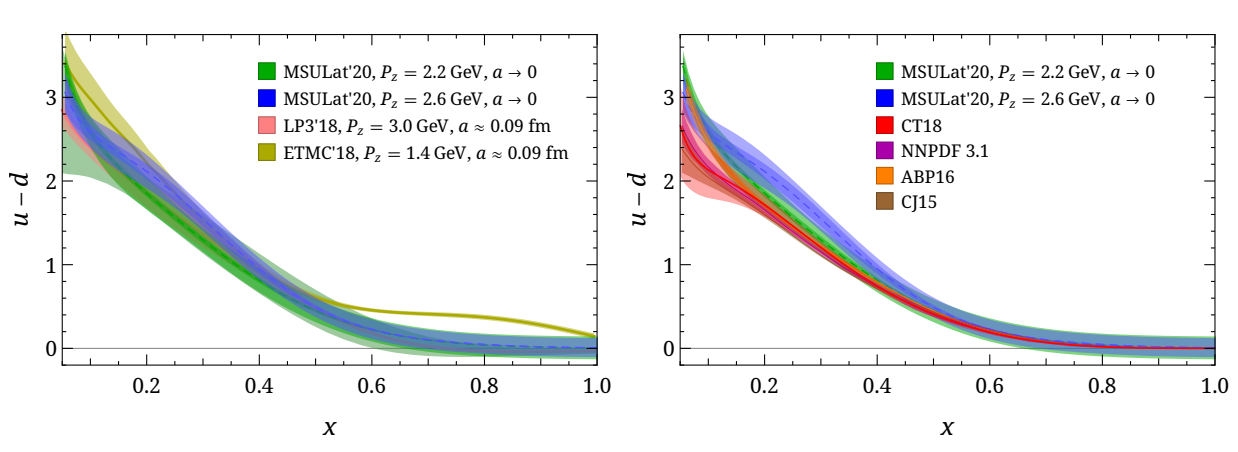 MSULat'20, P_z = 2.2 GeV, a → 0
MSULat'20, P_z = 2.6 GeV, a → 0
LP3'18, P_z = 3.0 GeV, a ≈ 0.09 fm
ETMC'18, P_z = 1.4 GeV, a ≈ 0.09 fm
3
2
1
0
u − d
0.2 0.4 0.6 0.8 1.0
x
MSULat'20, P_z = 2.2 GeV, a → 0
MSULat'20, P_z = 2.6 GeV, a → 0
CT18
NNPDF 3.1
ABP16
CJ15
3
2
1
0
u − d
0.2 0.4 0.6 0.8 1.0
x